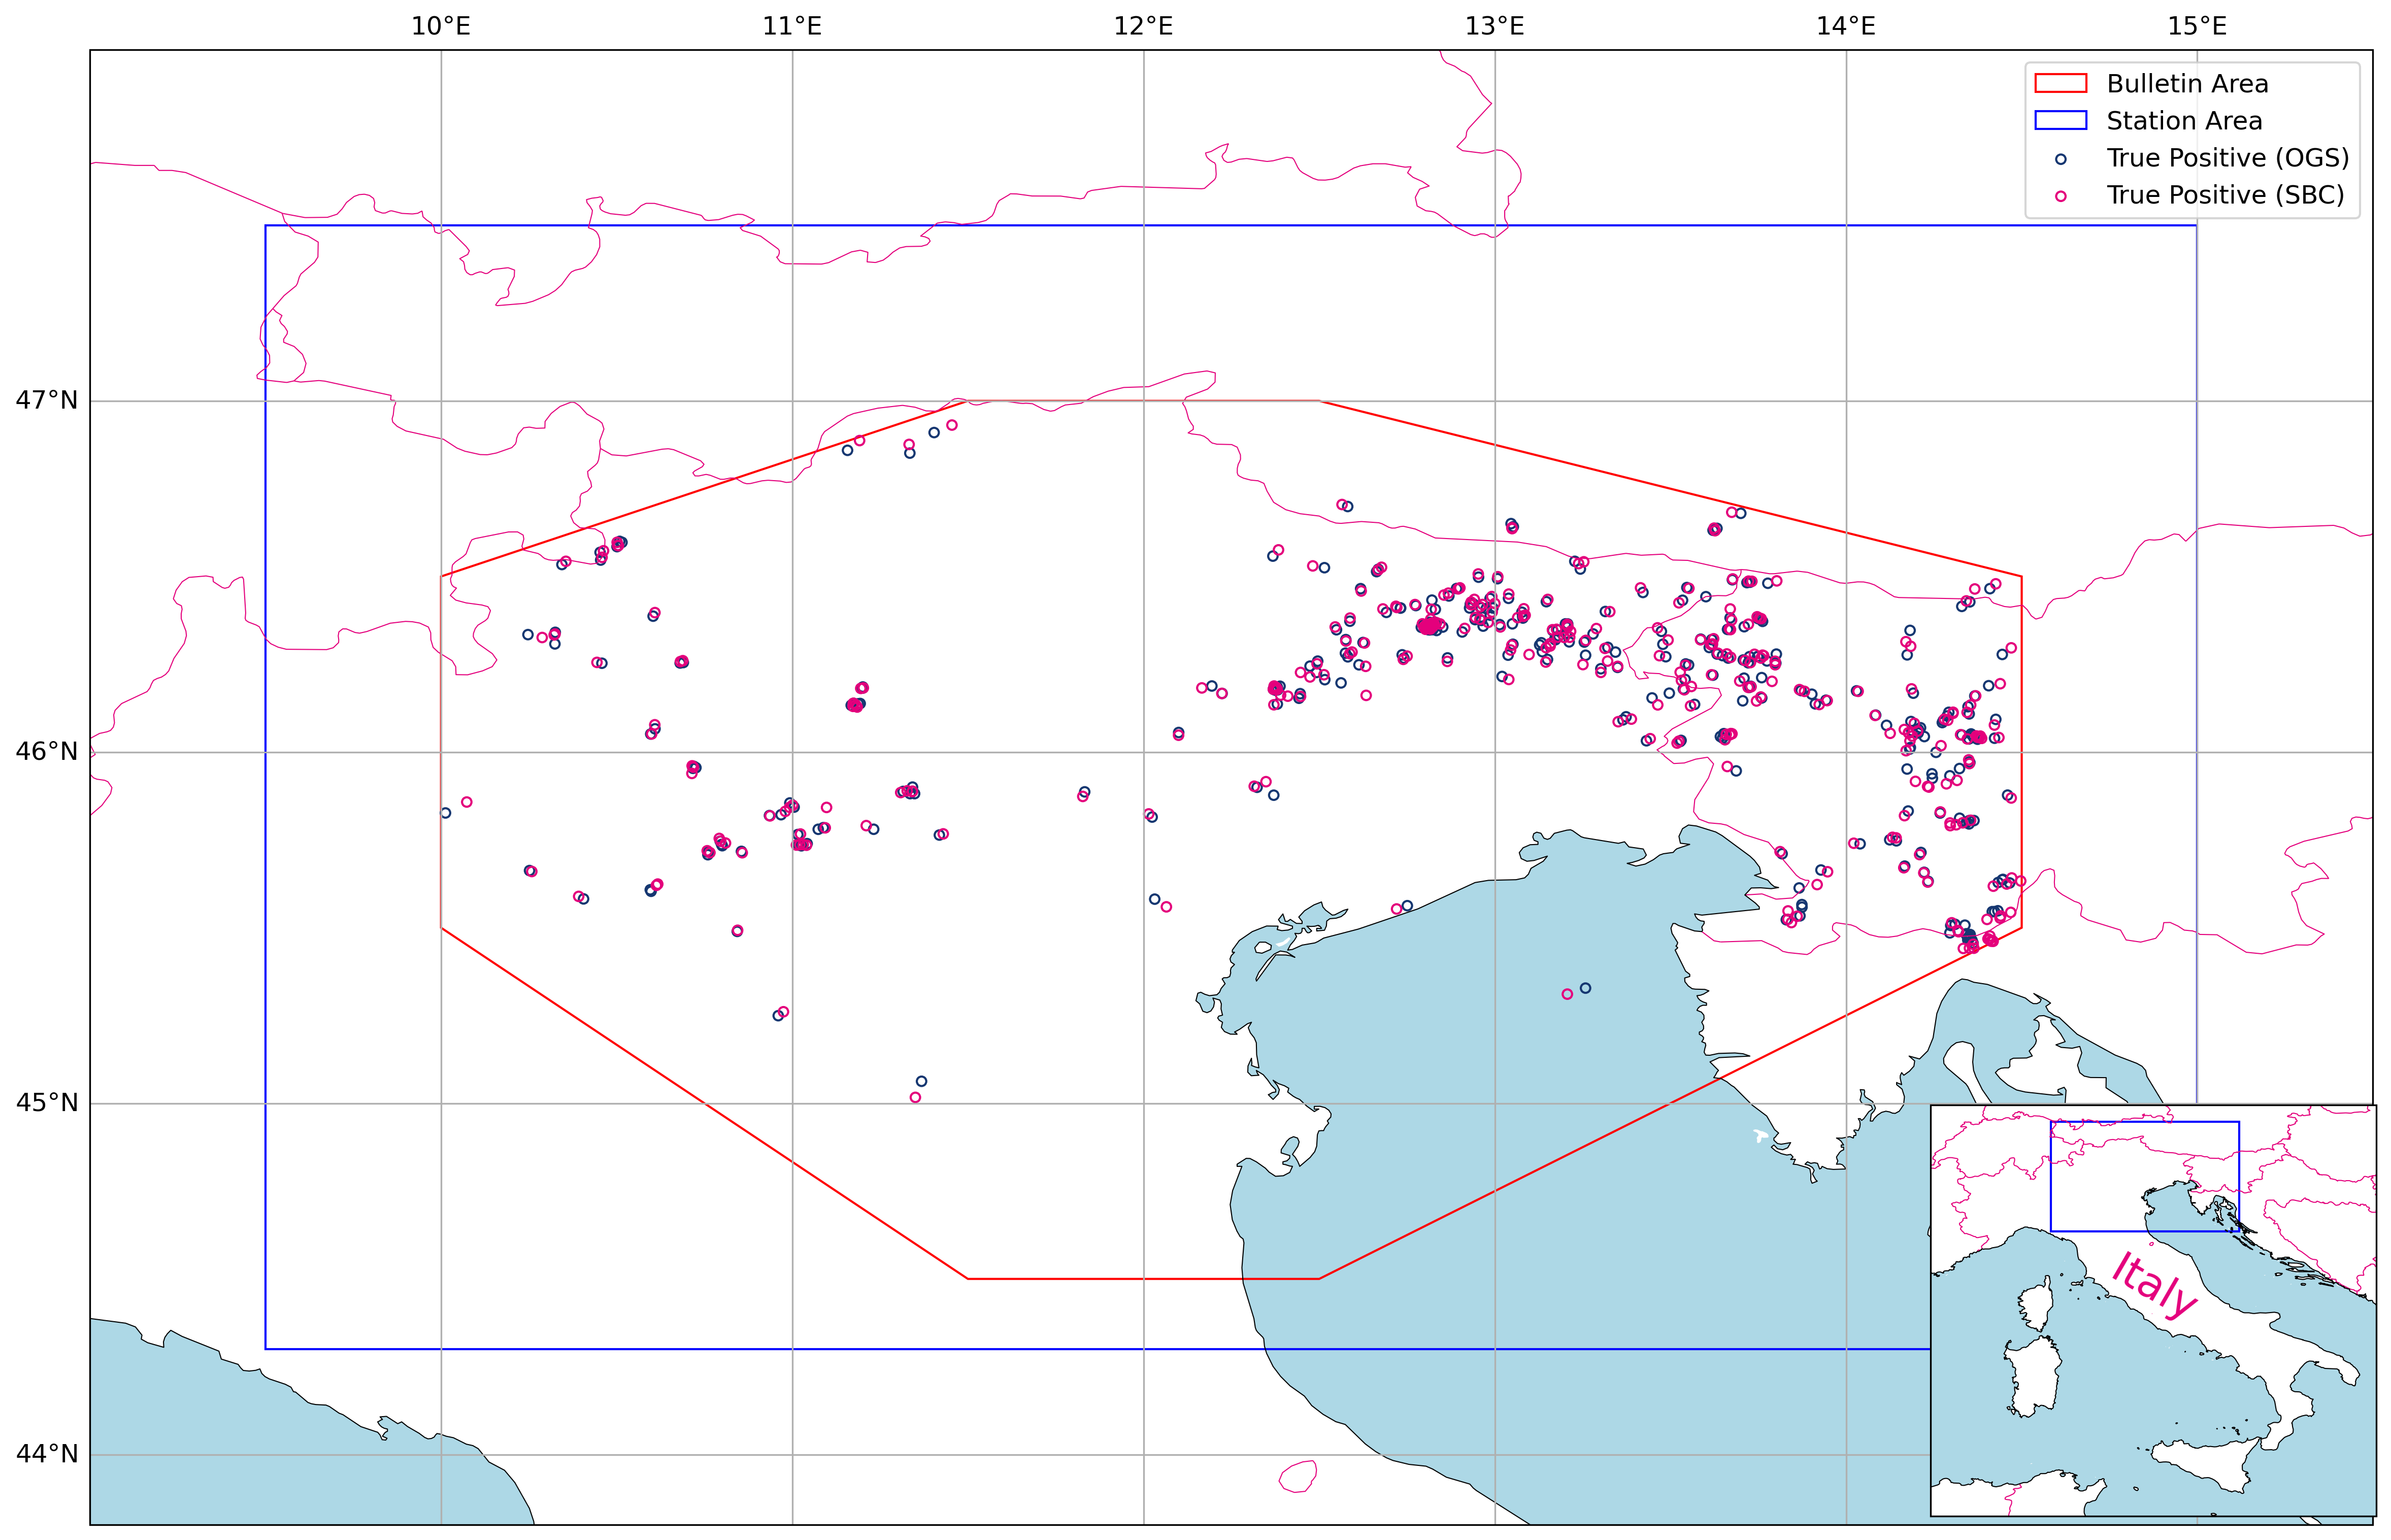 10°E 11°E 12°E 13°E 14°E 15°E
Bulletin Area
Station Area
True Positive (OGS)
True Positive (SBC)
47°N
46°N
45°N
44°N
Italy